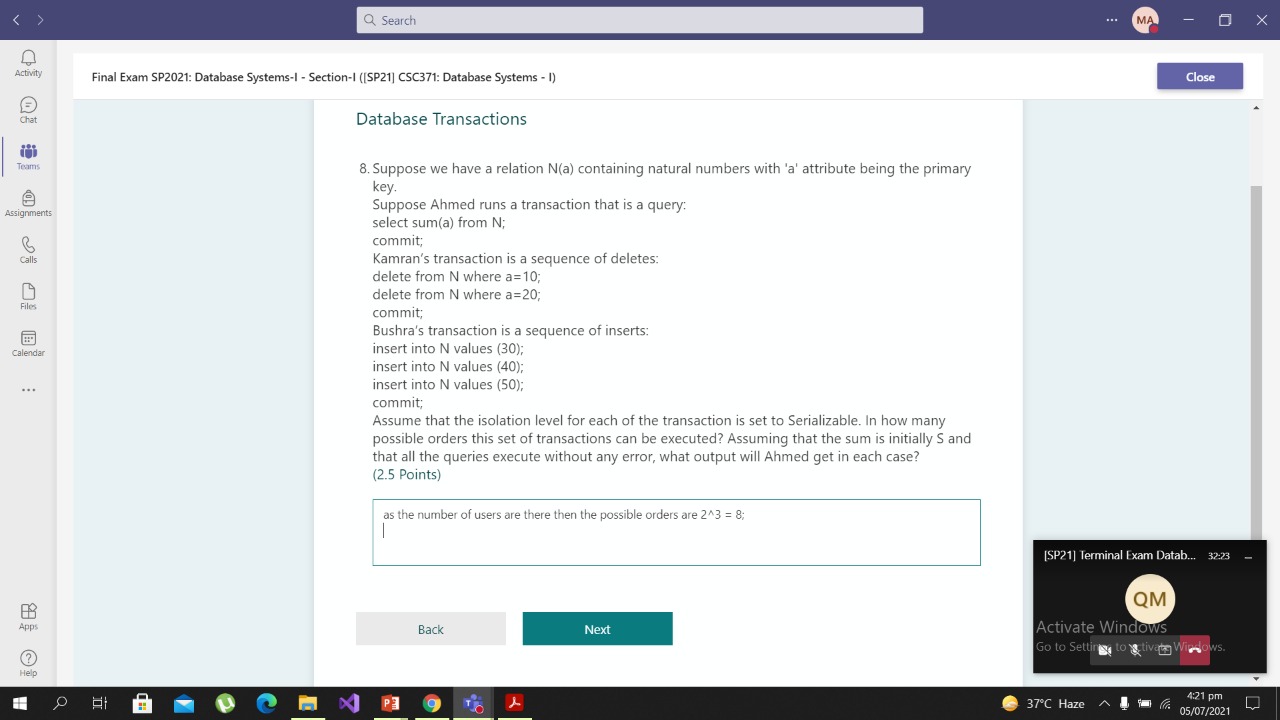 Search
MA
Activity
Chat
Teams
Assignments
Calls
Files
Calendar
Apps
Help
Final Exam SP2021: Database Systems-I - Section-I ([SP21] CSC371: Database Systems - I)
Close
Database Transactions
8. Suppose we have a relation N(a) containing natural numbers with 'a' attribute being the primary
key.
Suppose Ahmed runs a transaction that is a query:
select sum(a) from N;
commit;
Kamran's transaction is a sequence of deletes:
delete from N where a=10;
delete from N where a=20;
commit;
Bushra's transaction is a sequence of inserts:
insert into N values (30);
insert into N values (40);
insert into N values (50);
commit;
Assume that the isolation level for each of the transaction is set to Serializable. In how many
possible orders this set of transactions can be executed? Assuming that the sum is initially S and
that all the queries execute without any error, what output will Ahmed get in each case?
(2.5 Points)
as the number of users are there then the possible orders are 2^3 = 8;
Back
Next
[SP21] Terminal Exam Datab... 32:23
QM
Activate Windows
Go to Settings to activate Windows.
37°C Haze
4:21 pm
05/07/2021